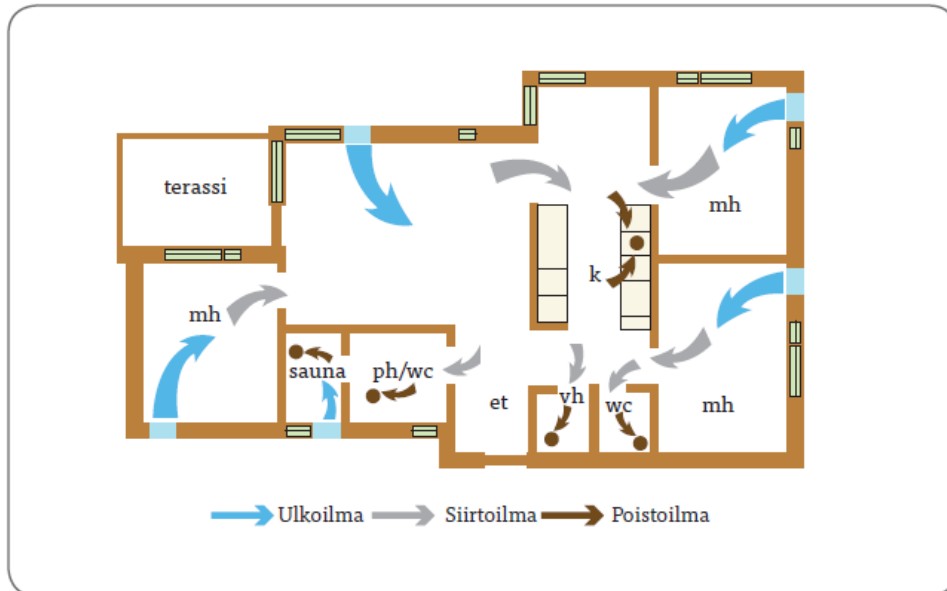 terassi
mh
k
mh
sauna
ph/wc
et
vh
wc
mh
Ulkoilma
Siirtoilma
Poistoilma